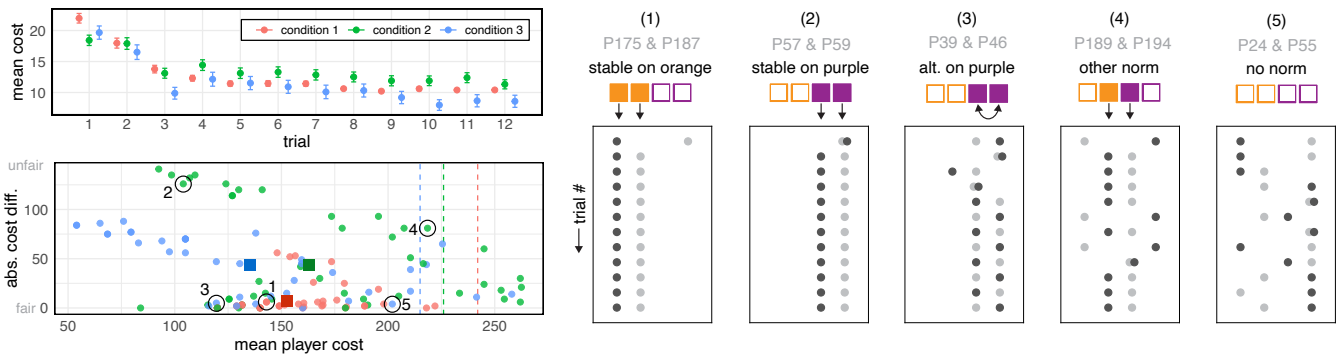 mean cost
20
15
10
condition 1
condition 2
condition 3
1 2 3 4 5 6 7 8 9 10 11 12
trial
abs. cost diff.
unfair
100
50
fair 0
2
4
3
1
5
50 100 150 200 250
mean player cost
(1)
P175 & P187
stable on orange
(2)
P57 & P59
stable on purple
(3)
P39 & P46
alt. on purple
(4)
P189 & P194
other norm
(5)
P24 & P55
no norm
trial #